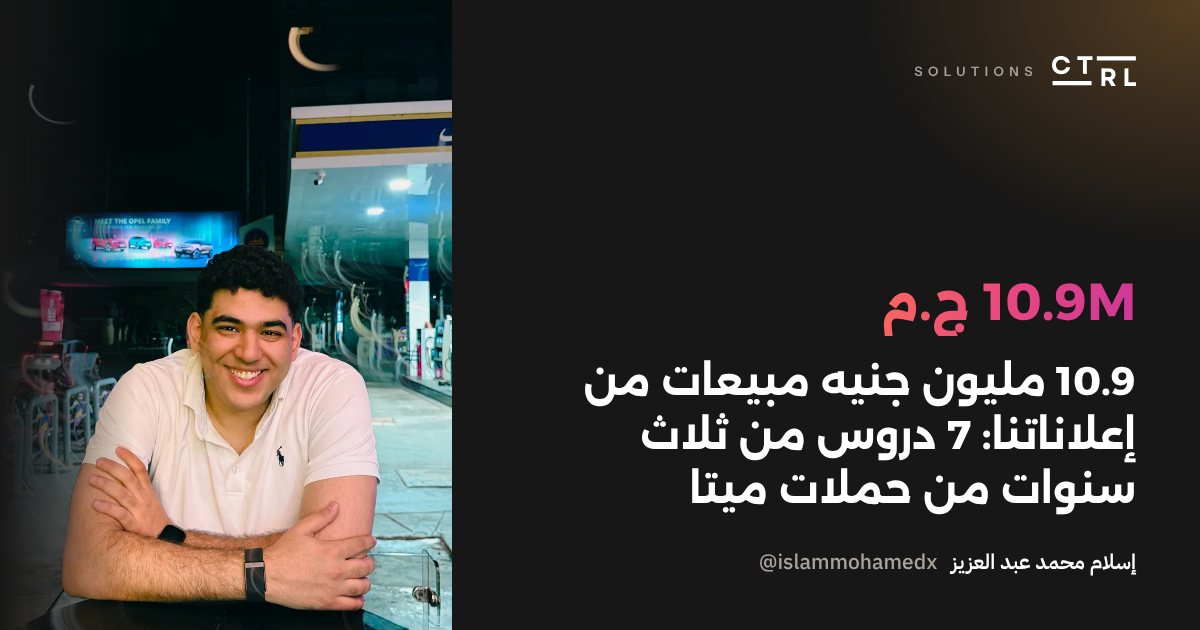 SOLUTIONS CTRL
MEET THE OPEL FAMILY
10.9M ج.م
10.9 مليون جنيه مبيعات من
إعلاناتنا: 7 دروس من ثلاث
سنوات من حملات ميتا
إسلام محمد عبد العزيز @islammohamedx